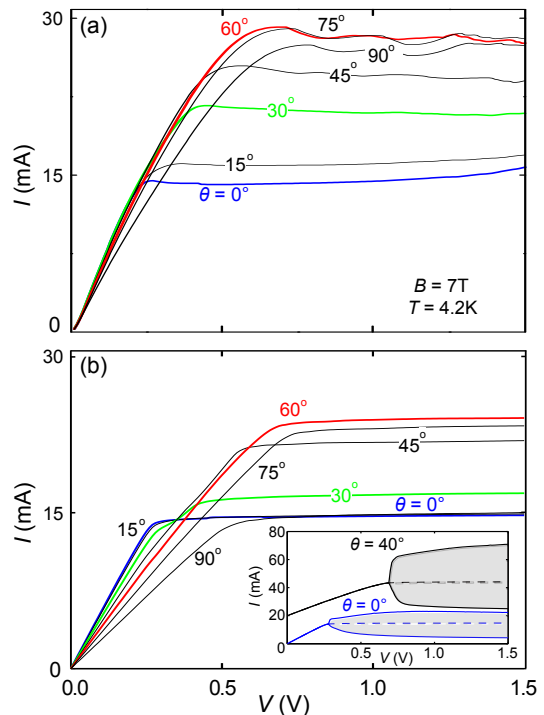 (a)
60°
75°
90°
45°
30°
15°
θ = 0°
B = 7T
T = 4.2K
30
15
0
I (mA)
(b)
60°
45°
75°
30°
θ = 0°
15°
90°
30
15
0
I (mA)
80
60
40
20
0
I (mA)
θ = 40°
θ = 0°
0.5
1.0
1.5
V (V)
0.0
0.5
1.0
1.5
V (V)